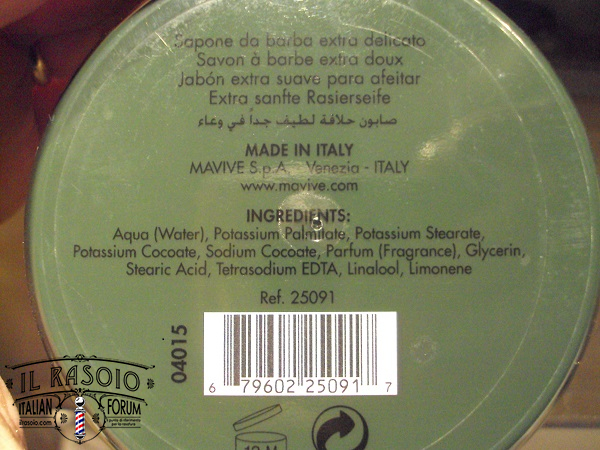 Sapone da barba extra delicato
Savon à barbe extra doux
Jabón extra suave para afeitar
Extra sanfte Rasierseife
صابون حلاقة لطيف جداً في وعاء
MADE IN ITALY
MAVIVE S.p.A. - Venezia - ITALY
www.mavive.com
INGREDIENTS:
Aqua (Water), Potassium Palmitate, Potassium Stearate,
Potassium Cocoate, Sodium Cocoate, Parfum (Fragrance), Glycerin,
Stearic Acid, Tetrasodium EDTA, Linalool, Limonene
Ref. 25091
04015
6 79602 25091 7
12 M
IL RASOIO
ITALIAN FORUM
ilrasoio.com